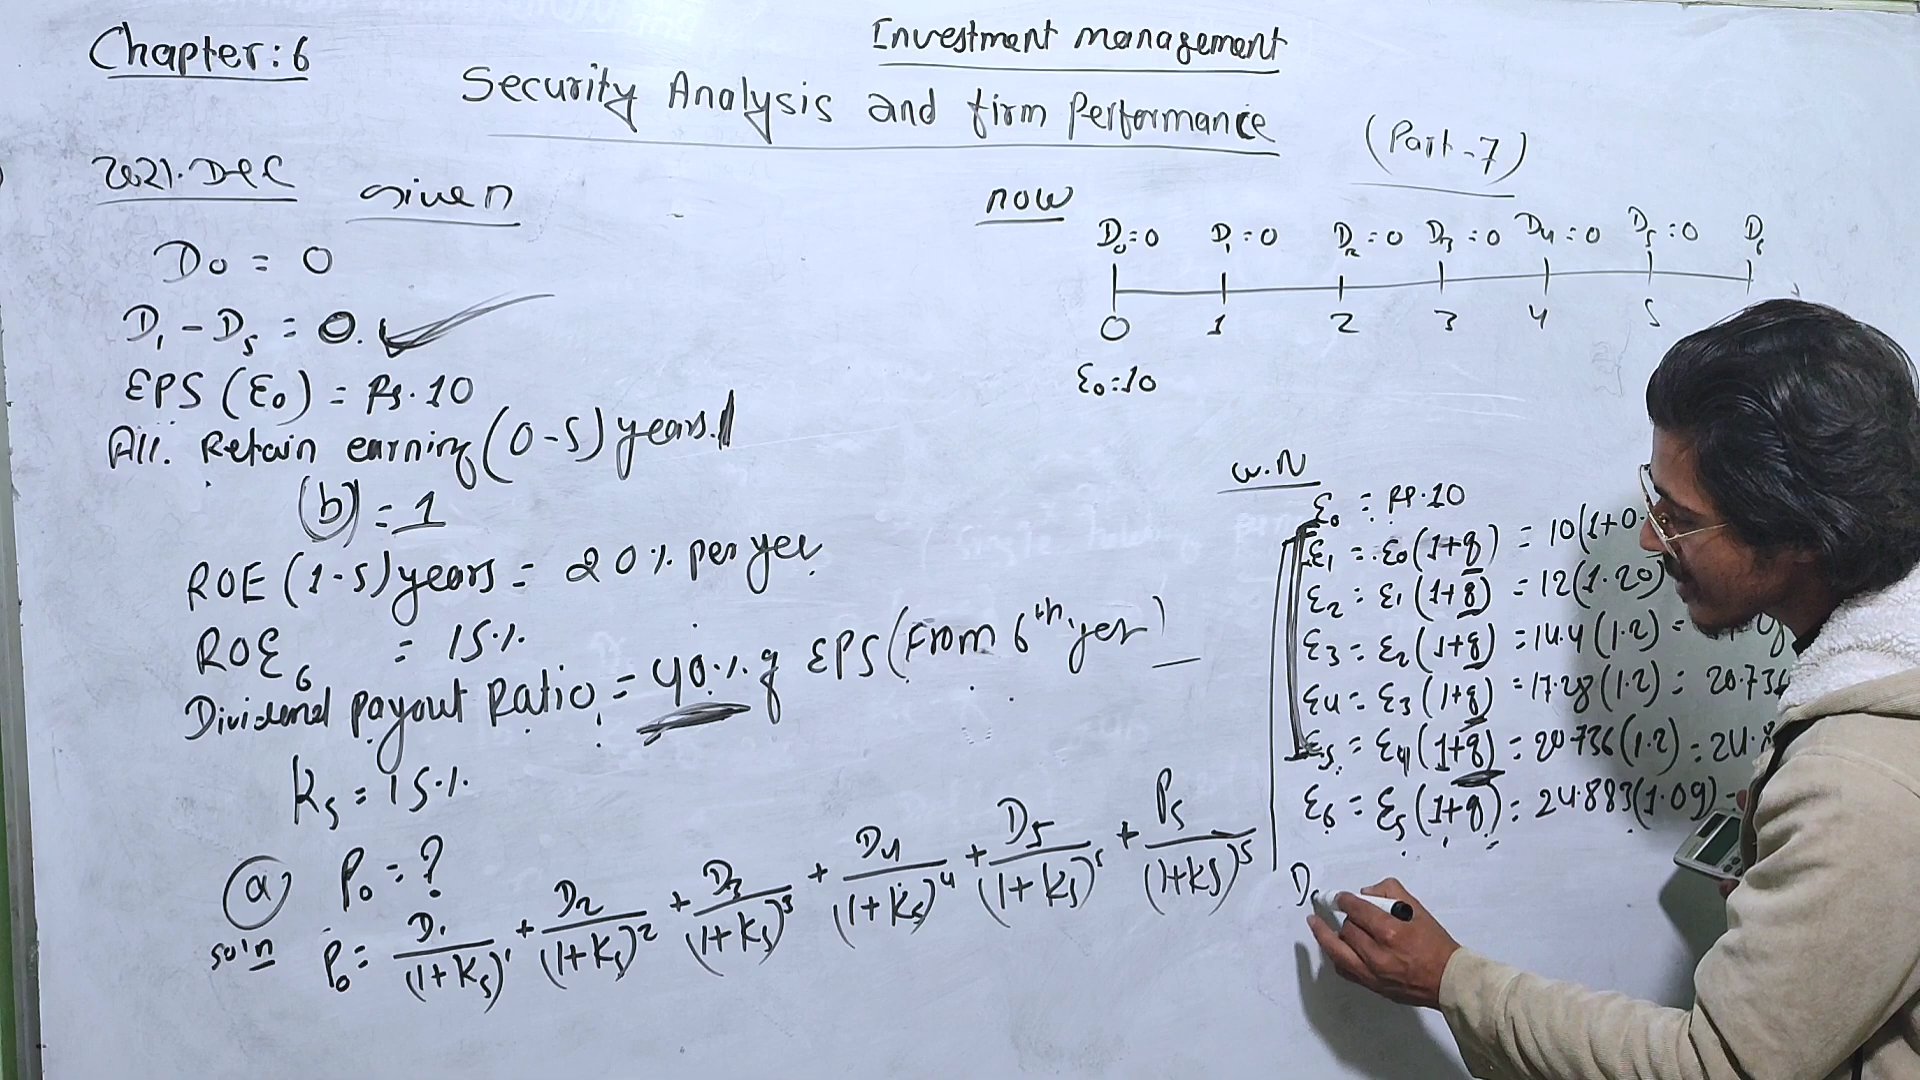 Chapter: 6
Investment management
Security Analysis and firm Performance
(Part-7)
2021.Dec Given
D0 = 0
D1 - D5 = 0.
EPS (E0) = Rs. 10
All. Retain earning (0-5) years.
(b) = 1
ROE (1-5) years = 20% per yer
ROE6 = 15%
Dividend Payout Ratio = 40% of EPS (From 6th yer)
Ks = 15%
(a) P0 = ?
so'n P0 = D1/(1+Ks)^1 + D2/(1+Ks)^2 + D3/(1+Ks)^3 + D4/(1+Ks)^4 + D5/(1+Ks)^5 + P5/(1+Ks)^5
now
D0=0 D1=0 D2=0 D3=0 D4=0 D5=0 D6
0 1 2 3 4 5
E0=10
W.N
E0 = Rs.10
E1 = E0(1+g) = 10(1+0.
E2 = E1(1+g) = 12(1.20)
E3 = E2(1+g) = 14.4(1.2) =
E4 = E3(1+g) = 17.28(1.2) = 20.736
E5 = E4(1+g) = 20.736(1.2) = 24.8
E6 = E5(1+g) = 24.883(1.09) =